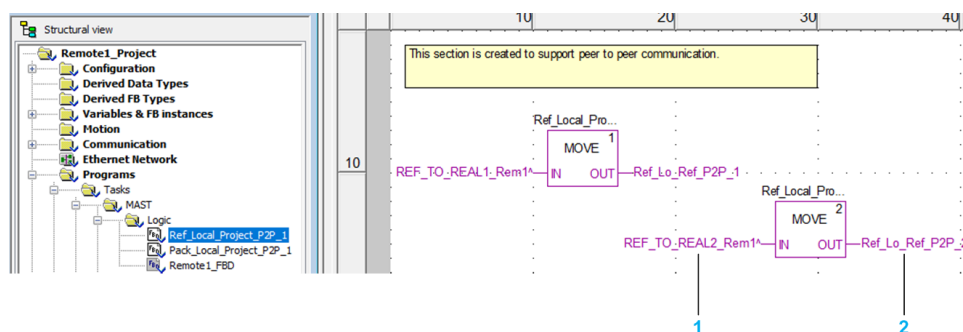 Structural view
Remote1_Project
Configuration
Derived Data Types
Derived FB Types
Variables & FB instances
Motion
Communication
Ethernet Network
Programs
Tasks
MAST
Logic
Ref_Local_Project_P2P_1
Pack_Local_Project_P2P_1
Remote1_FBD
10 20 30 40
This section is created to support peer to peer communication.
10
Ref_Local_Pro...
MOVE 1
REF_TO_REAL1_Rem1^ IN OUT Ref_Lo_Ref_P2P_1
Ref_Local_Pro...
MOVE 2
REF_TO_REAL2_Rem1^ IN OUT Ref_Lo_Ref_P2P_2
1 2